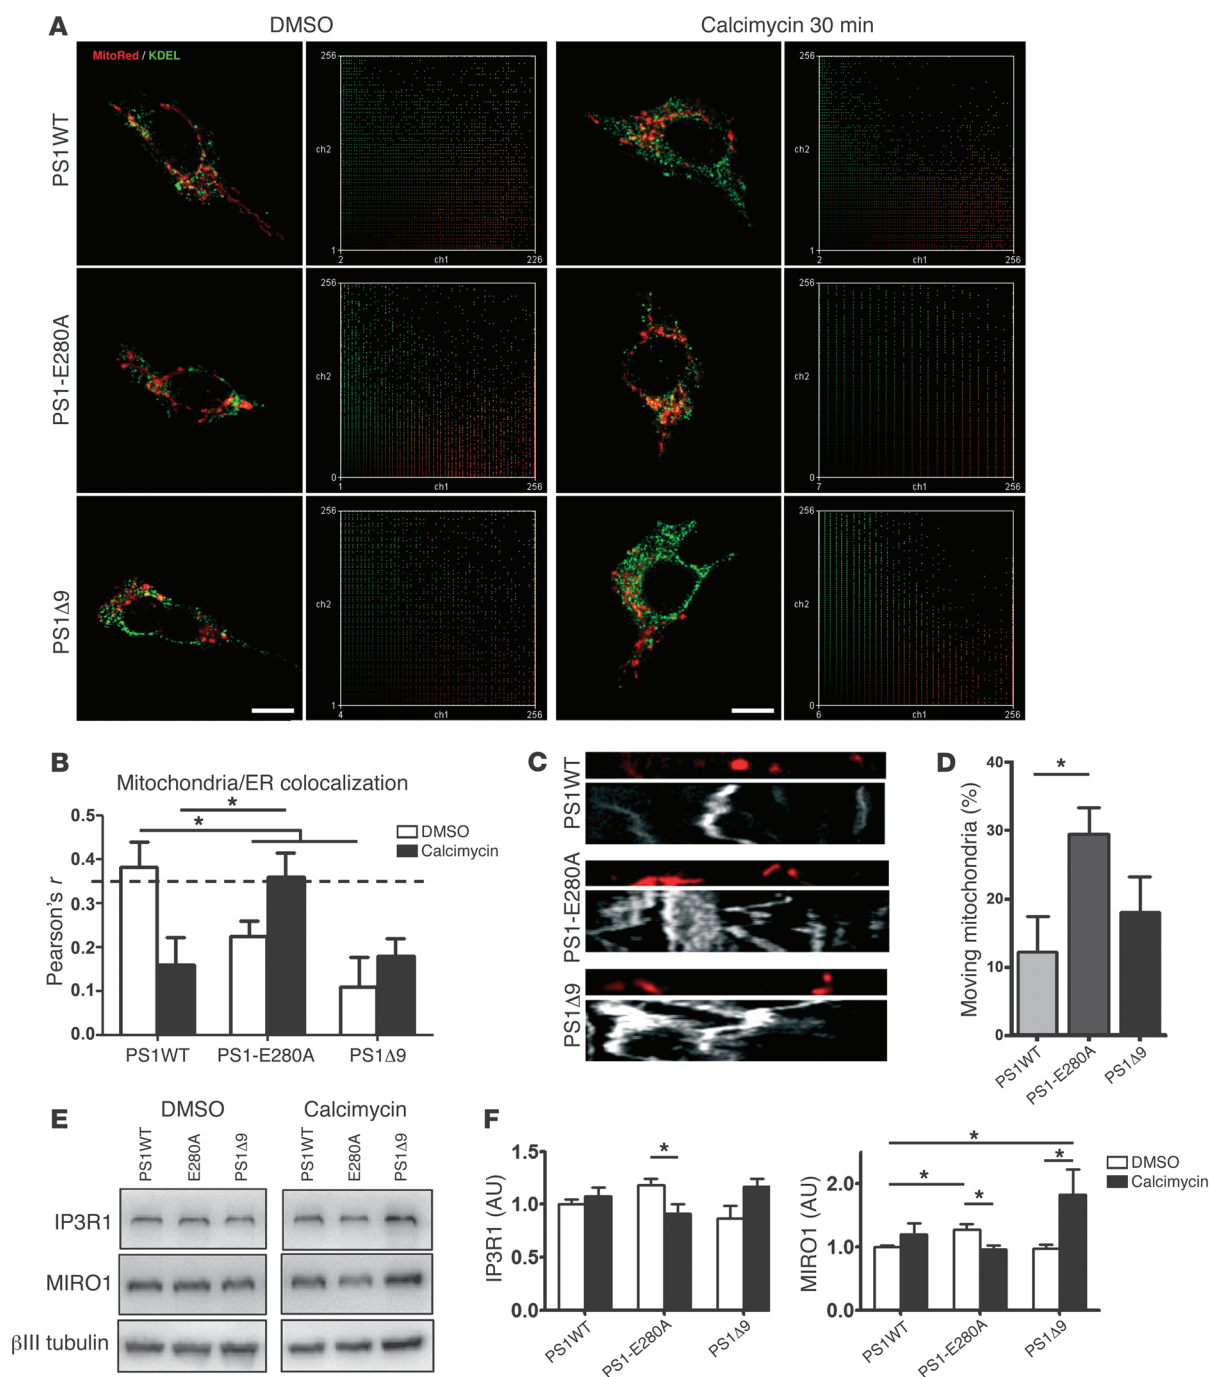 A
DMSO
Calcimycin 30 min
PS1WT
MitoRed / KDEL
256
ch2
1
2
ch1
226
256
ch2
1
2
ch1
256
PS1-E280A
256
ch2
0
1
ch1
256
256
ch2
0
7
ch1
256
PS1Δ9
256
ch2
1
4
ch1
256
256
ch2
0
6
ch1
256
B
Mitochondria/ER colocalization
*
*
DMSO
Calcimycin
Pearson's r
0.5
0.4
0.3
0.2
0.1
0.0
PS1WT
PS1-E280A
PS1Δ9
C
PS1WT
PS1-E280A
PS1Δ9
D
*
Moving mitochondria (%)
40
30
20
10
0
PS1WT
PS1-E280A
PS1Δ9
E
DMSO
Calcimycin
PS1WT
E280A
PS1Δ9
PS1WT
E280A
PS1Δ9
IP3R1
MIRO1
βIII tubulin
F
*
IP3R1 (AU)
1.5
1.0
0.5
0.0
PS1WT
PS1-E280A
PS1Δ9
*
*
*
*
MIRO1 (AU)
2.0
1.0
0.0
PS1WT
PS1-E280A
PS1Δ9
DMSO
Calcimycin